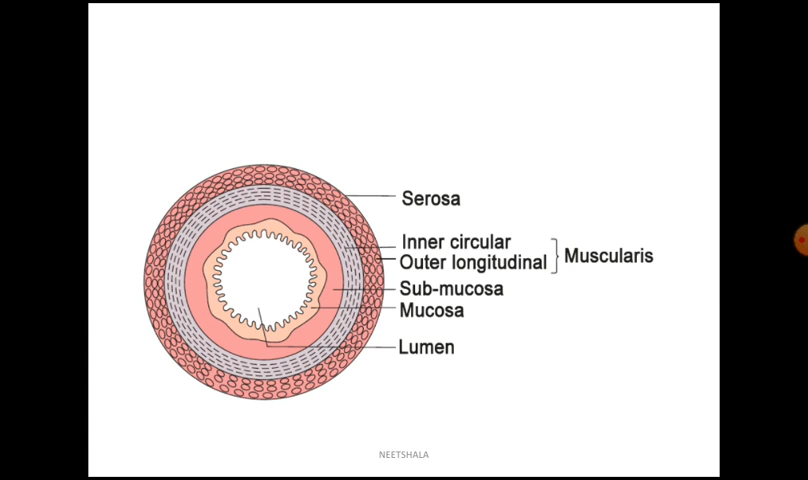 Serosa
Inner circular
Outer longitudinal
Muscularis
Sub-mucosa
Mucosa
Lumen
NEETSHALA